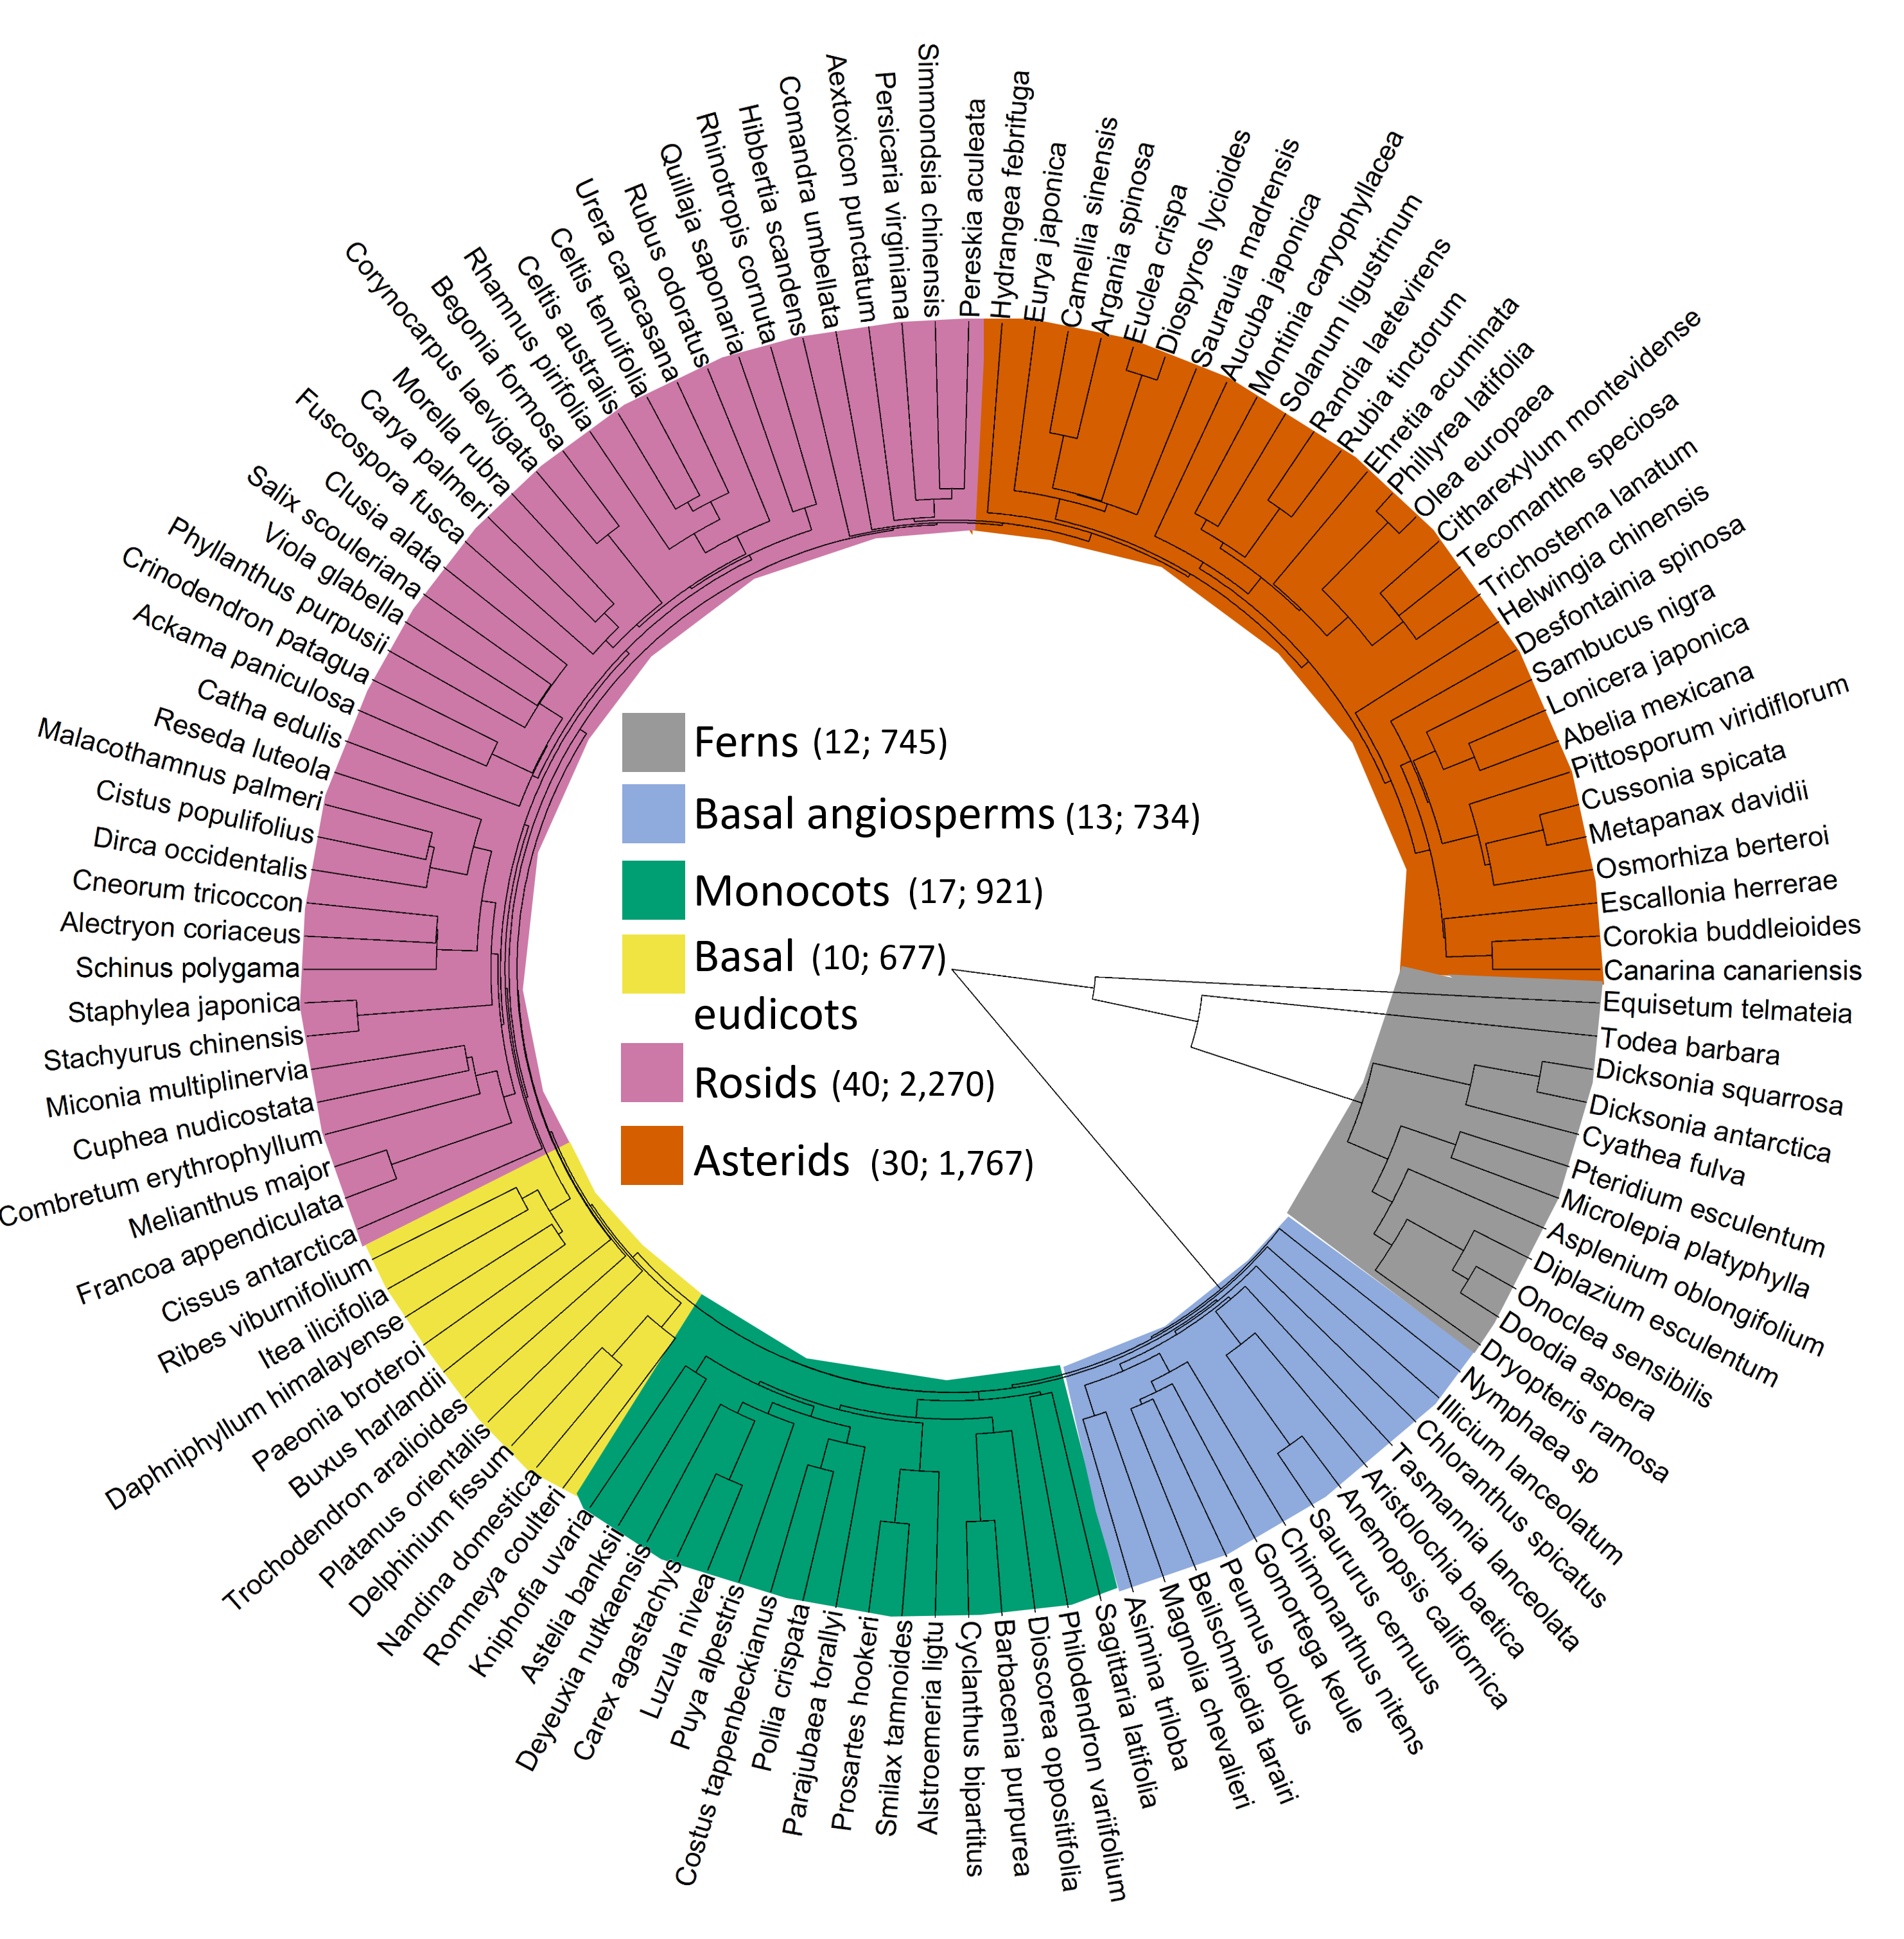 Simmondsia chinensis
Pereskia aculeata
Hydrangea febrifuga
Eurya japonica
Camellia sinensis
Argania spinosa
Euclea crispa
Diospyros lycioides
Saurauia madrensis
Aucuba japonica
Montinia caryophyllacea
Solanum ligustrinum
Randia laetevirens
Rubia tinctorum
Ehretia acuminata
Phillyrea latifolia
Olea europaea
Citharexylum montevidense
Tecomanthe speciosa
Trichostema lanatum
Helwingia chinensis
Desfontainia spinosa
Sambucus nigra
Lonicera japonica
Abelia mexicana
Pittosporum viridiflorum
Cussonia spicata
Metapanax davidii
Osmorhiza berteroi
Escallonia herrerae
Corokia buddleioides
Canarina canariensis
Equisetum telmateia
Todea barbara
Dicksonia squarrosa
Dicksonia antarctica
Cyathea fulva
Pteridium esculentum
Microlepia platyphylla
Asplenium oblongifolium
Diplazium esculentum
Onoclea sensibilis
Doodia aspera
Dryopteris ramosa
Nymphaea sp
Illicium lanceolatum
Chloranthus spicatus
Tasmannia lanceolata
Aristolochia baetica
Anemopsis californica
Saururus cernuus
Chimonanthus nitens
Gomortega keule
Peumus boldus
Beilschmiedia tarairi
Magnolia chevalieri
Asimina triloba
Sagittaria latifolia
Philodendron variifolium
Dioscorea oppositifolia
Barbacenia purpurea
Cyclanthus bipartitus
Alstroemeria ligtu
Smilax tamnoides
Prosartes hookeri
Parajubaea torallyi
Pollia crispata
Costus tappenbeckianus
Puya alpestris
Luzula nivea
Carex agastachys
Deyeuxia nutkaensis
Astelia banksii
Kniphofia uvaria
Romneya coulteri
Nandina domestica
Delphinium fissum
Platanus orientalis
Trochodendron aralioides
Buxus harlandii
Paeonia broteroi
Daphniphyllum himalayense
Itea ilicifolia
Ribes viburnifolium
Cissus antarctica
Francoa appendiculata
Melianthus major
Combretum erythrophyllum
Cuphea nudicostata
Miconia multiplinervia
Stachyurus chinensis
Staphylea japonica
Schinus polygama
Alectryon coriaceus
Cneorum tricoccon
Dirca occidentalis
Cistus populifolius
Malacothamnus palmeri
Reseda luteola
Catha edulis
Ackama paniculosa
Crinodendron patagua
Phyllanthus purpusii
Viola glabella
Salix scouleriana
Clusia alata
Fuscospora fusca
Carya palmeri
Morella rubra
Corynocarpus laevigata
Begonia formosa
Rhamnus pirifolia
Celtis australis
Celtis tenuifolia
Urera caracasana
Rubus odoratus
Quillaja saponaria
Rhinotropis cornuta
Hibbertia scandens
Comandra umbellata
Aextoxicon punctatum
Persicaria virginiana
Ferns (12; 745)
Basal angiosperms (13; 734)
Monocots (17; 921)
Basal (10; 677)
eudicots
Rosids (40; 2,270)
Asterids (30; 1,767)